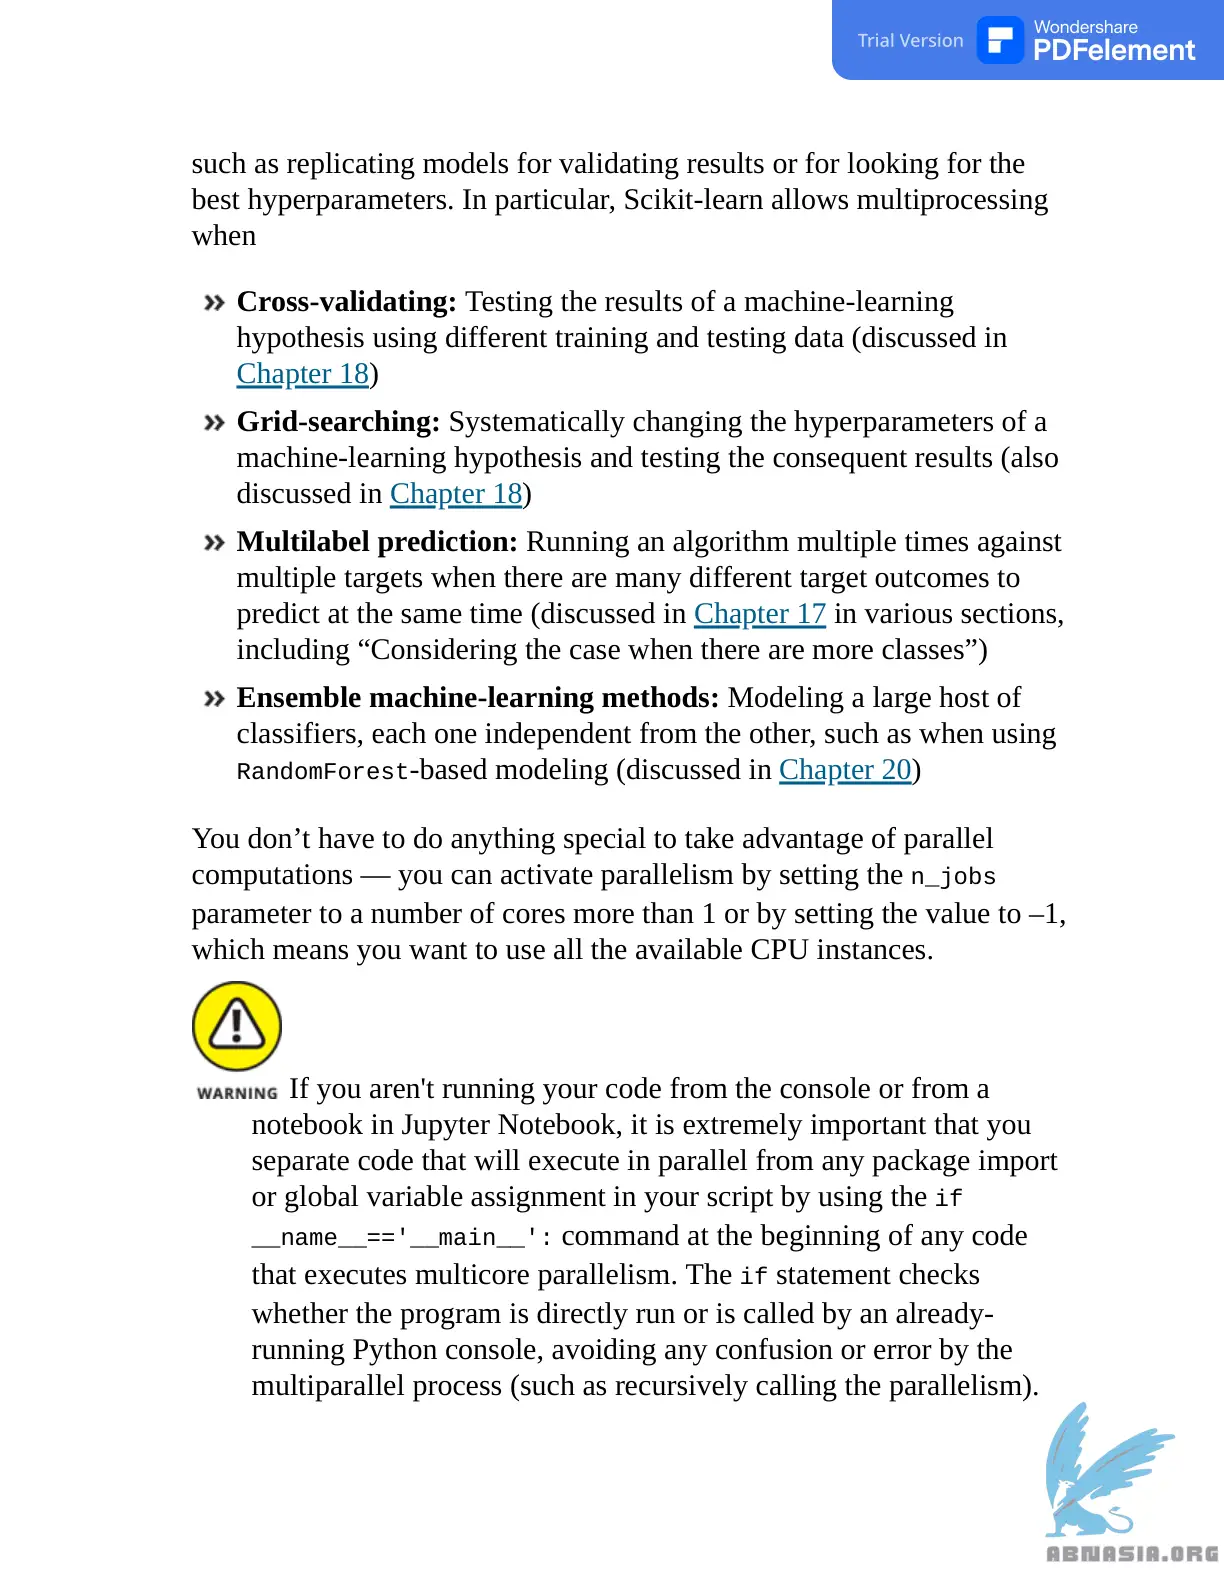 Trial Version
Wondershare
PDFelement
such as replicating models for validating results or for looking for the
best hyperparameters. In particular, Scikit-learn allows multiprocessing
when
Cross-validating: Testing the results of a machine-learning
hypothesis using different training and testing data (discussed in
Chapter 18)
Grid-searching: Systematically changing the hyperparameters of a
machine-learning hypothesis and testing the consequent results (also
discussed in Chapter 18)
Multilabel prediction: Running an algorithm multiple times against
multiple targets when there are many different target outcomes to
predict at the same time (discussed in Chapter 17 in various sections,
including “Considering the case when there are more classes”)
Ensemble machine-learning methods: Modeling a large host of
classifiers, each one independent from the other, such as when using
RandomForest-based modeling (discussed in Chapter 20)
You don’t have to do anything special to take advantage of parallel
computations — you can activate parallelism by setting the n_jobs
parameter to a number of cores more than 1 or by setting the value to –1,
which means you want to use all the available CPU instances.
WARNING If you aren't running your code from the console or from a
notebook in Jupyter Notebook, it is extremely important that you
separate code that will execute in parallel from any package import
or global variable assignment in your script by using the if
__name__=='__main__': command at the beginning of any code
that executes multicore parallelism. The if statement checks
whether the program is directly run or is called by an already-
running Python console, avoiding any confusion or error by the
multiparallel process (such as recursively calling the parallelism).
ABNASIA.ORG